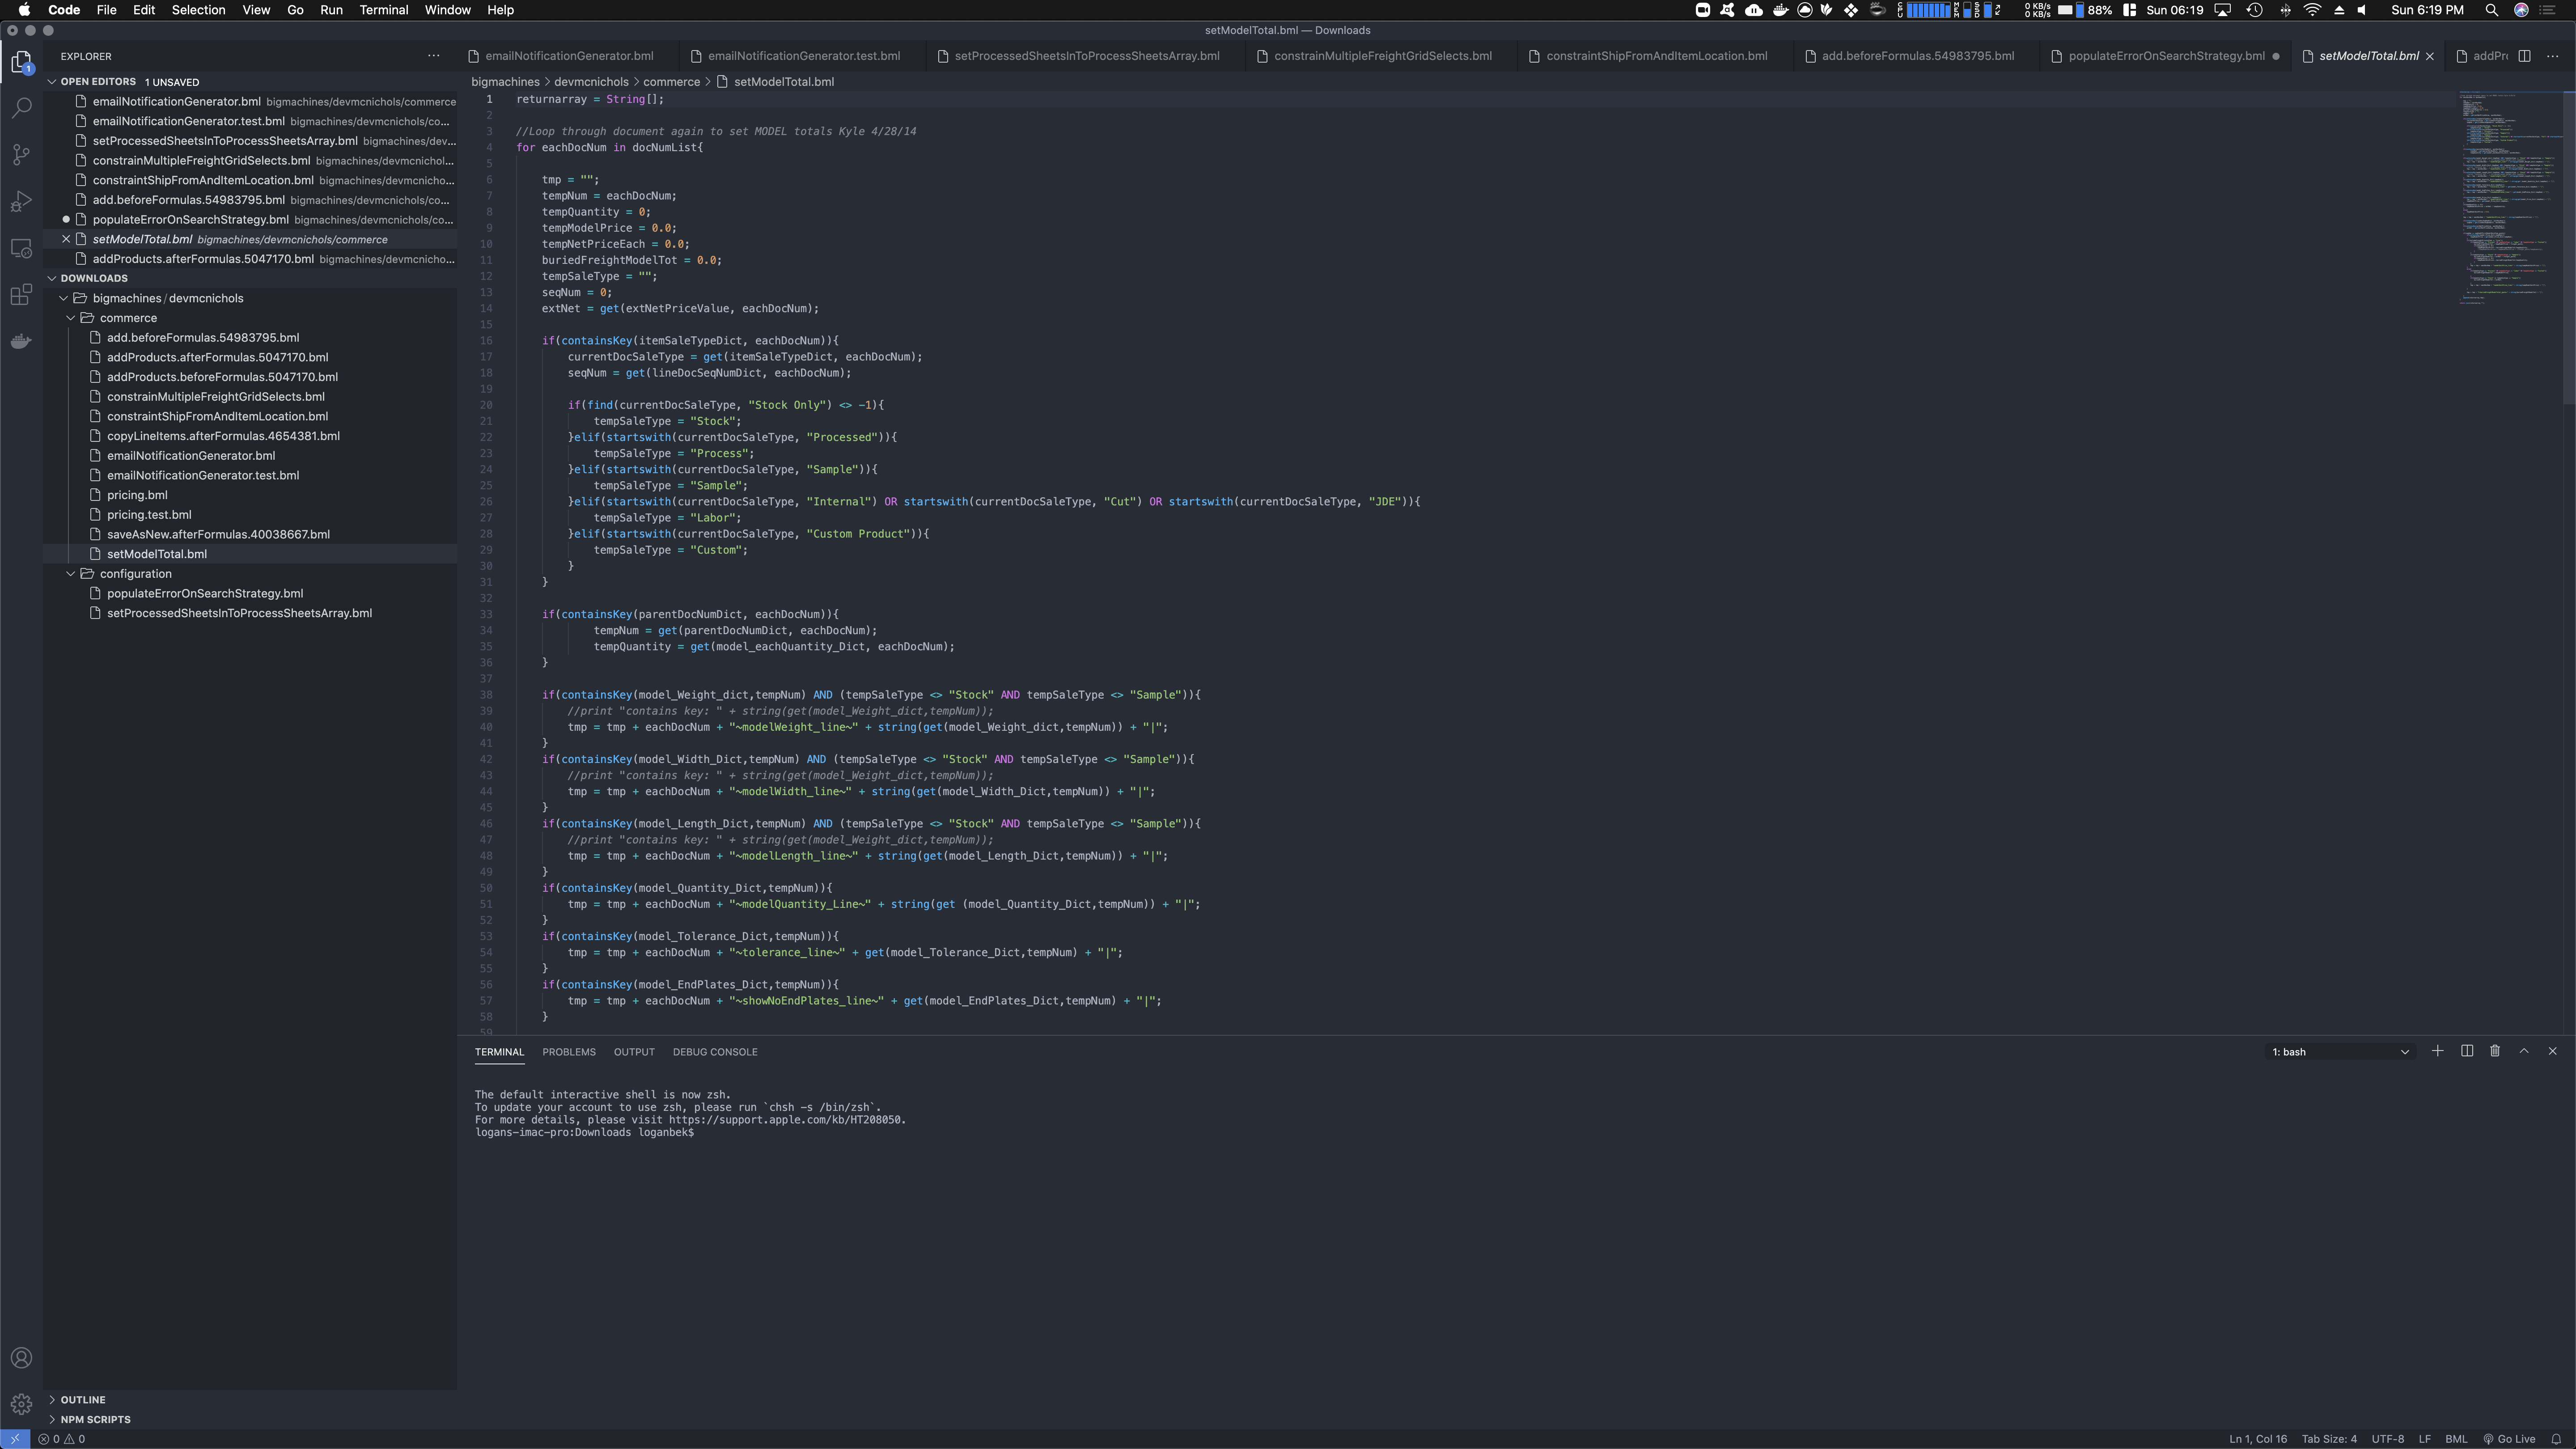 Code File Edit Selection View Go Run Terminal Window Help
0 KB/s
0 KB/s
88%
Sun 06:19
Sun 6:19 PM
setModelTotal.bml — Downloads
EXPLORER
OPEN EDITORS 1 UNSAVED
emailNotificationGenerator.bml bigmachines/devmcnichols/commerce
emailNotificationGenerator.test.bml bigmachines/devmcnichols/co...
setProcessedSheetsInToProcessSheetsArray.bml bigmachines/dev...
constrainMultipleFreightGridSelects.bml bigmachines/devmcnichol...
constraintShipFromAndItemLocation.bml bigmachines/devmcnicho...
add.beforeFormulas.54983795.bml bigmachines/devmcnichols/co...
populateErrorOnSearchStrategy.bml bigmachines/devmcnichols/co...
setModelTotal.bml bigmachines/devmcnichols/commerce
addProducts.afterFormulas.5047170.bml bigmachines/devmcnicho...
DOWNLOADS
bigmachines / devmcnichols
commerce
add.beforeFormulas.54983795.bml
addProducts.afterFormulas.5047170.bml
addProducts.beforeFormulas.5047170.bml
constrainMultipleFreightGridSelects.bml
constraintShipFromAndItemLocation.bml
copyLineItems.afterFormulas.4654381.bml
emailNotificationGenerator.bml
emailNotificationGenerator.test.bml
pricing.bml
pricing.test.bml
saveAsNew.afterFormulas.40038667.bml
setModelTotal.bml
configuration
populateErrorOnSearchStrategy.bml
setProcessedSheetsInToProcessSheetsArray.bml
OUTLINE
NPM SCRIPTS
emailNotificationGenerator.bml emailNotificationGenerator.test.bml setProcessedSheetsInToProcessSheetsArray.bml constrainMultipleFreightGridSelects.bml constraintShipFromAndItemLocation.bml add.beforeFormulas.54983795.bml populateErrorOnSearchStrategy.bml setModelTotal.bml addPr
bigmachines > devmcnichols > commerce > setModelTotal.bml
1 returnarray = String[];
2
3 //Loop through document again to set MODEL totals Kyle 4/28/14
4 for eachDocNum in docNumList{
5
6 tmp = "";
7 tempNum = eachDocNum;
8 tempQuantity = 0;
9 tempModelPrice = 0.0;
10 tempNetPriceEach = 0.0;
11 buriedFreightModelTot = 0.0;
12 tempSaleType = "";
13 seqNum = 0;
14 extNet = get(extNetPriceValue, eachDocNum);
15
16 if(containsKey(itemSaleTypeDict, eachDocNum)){
17 currentDocSaleType = get(itemSaleTypeDict, eachDocNum);
18 seqNum = get(lineDocSeqNumDict, eachDocNum);
19
20 if(find(currentDocSaleType, "Stock Only") <> -1){
21 tempSaleType = "Stock";
22 }elif(startswith(currentDocSaleType, "Processed")){
23 tempSaleType = "Process";
24 }elif(startswith(currentDocSaleType, "Sample")){
25 tempSaleType = "Sample";
26 }elif(startswith(currentDocSaleType, "Internal") OR startswith(currentDocSaleType, "Cut") OR startswith(currentDocSaleType, "JDE")){
27 tempSaleType = "Labor";
28 }elif(startswith(currentDocSaleType, "Custom Product")){
29 tempSaleType = "Custom";
30 }
31 }
32
33 if(containsKey(parentDocNumDict, eachDocNum)){
34 tempNum = get(parentDocNumDict, eachDocNum);
35 tempQuantity = get(model_eachQuantity_Dict, eachDocNum);
36 }
37
38 if(containsKey(model_Weight_dict,tempNum) AND (tempSaleType <> "Stock" AND tempSaleType <> "Sample")){
39 //print "contains key: " + string(get(model_Weight_dict,tempNum));
40 tmp = tmp + eachDocNum + "~modelWeight_line~" + string(get(model_Weight_dict,tempNum)) + "|";
41 }
42 if(containsKey(model_Width_Dict,tempNum) AND (tempSaleType <> "Stock" AND tempSaleType <> "Sample")){
43 //print "contains key: " + string(get(model_Weight_dict,tempNum));
44 tmp = tmp + eachDocNum + "~modelWidth_line~" + string(get(model_Width_Dict,tempNum)) + "|";
45 }
46 if(containsKey(model_Length_Dict,tempNum) AND (tempSaleType <> "Stock" AND tempSaleType <> "Sample")){
47 //print "contains key: " + string(get(model_Weight_dict,tempNum));
48 tmp = tmp + eachDocNum + "~modelLength_line~" + string(get(model_Length_Dict,tempNum)) + "|";
49 }
50 if(containsKey(model_Quantity_Dict,tempNum)){
51 tmp = tmp + eachDocNum + "~modelQuantity_Line~" + string(get (model_Quantity_Dict,tempNum)) + "|";
52 }
53 if(containsKey(model_Tolerance_Dict,tempNum)){
54 tmp = tmp + eachDocNum + "~tolerance_line~" + get(model_Tolerance_Dict,tempNum) + "|";
55 }
56 if(containsKey(model_EndPlates_Dict,tempNum)){
57 tmp = tmp + eachDocNum + "~showNoEndPlates_line~" + get(model_EndPlates_Dict,tempNum) + "|";
58 }
59
TERMINAL PROBLEMS OUTPUT DEBUG CONSOLE
1: bash
The default interactive shell is now zsh.
To update your account to use zsh, please run `chsh -s /bin/zsh`.
For more details, please visit https://support.apple.com/kb/HT208050.
logans-imac-pro:Downloads loganbek$
0 0
Ln 1, Col 16 Tab Size: 4 UTF-8 LF BML Go Live